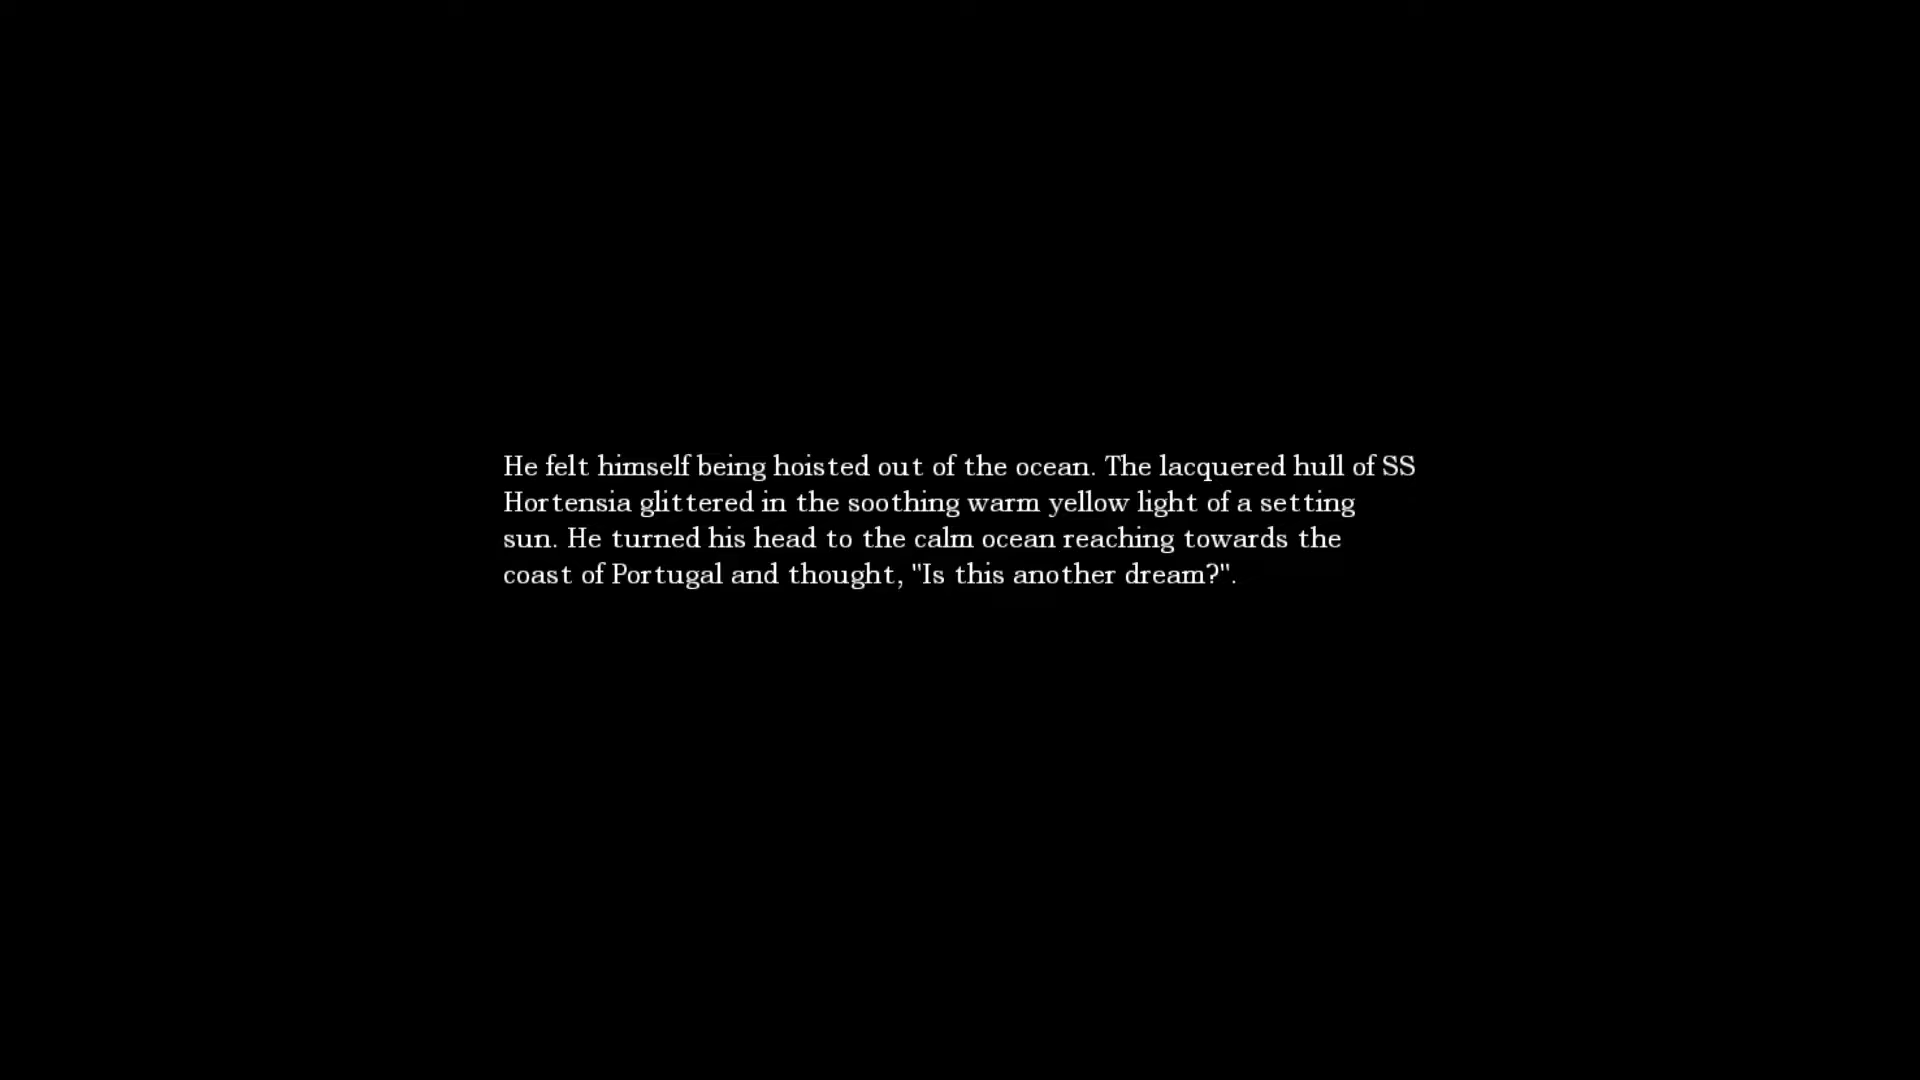 He felt himself being hoisted out of the ocean. The lacquered hull of SS
Hortensia glittered in the soothing warm yellow light of a setting
sun. He turned his head to the calm ocean reaching towards the
coast of Portugal and thought, "Is this another dream?".